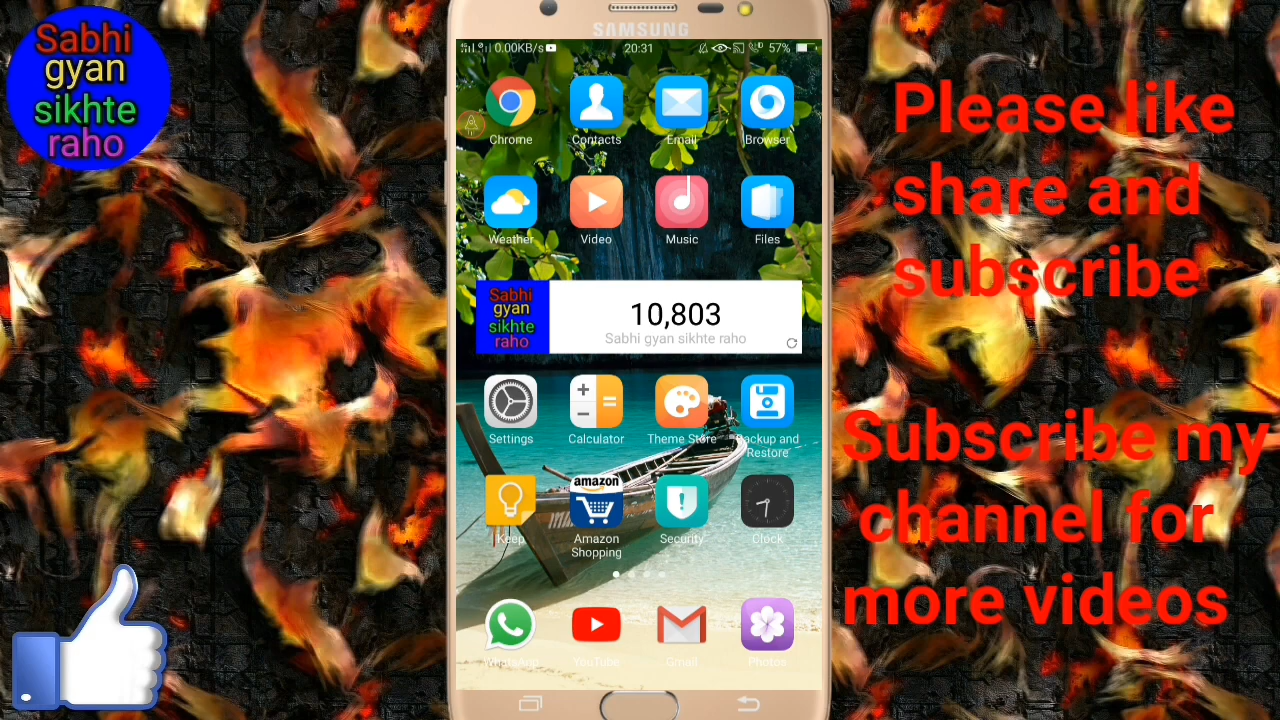 Sabhi
gyan
sikhte
raho
SAMSUNG
0.00KB/s 20:31 57%
Chrome Contacts Email Browser
Weather Video Music Files
Sabhi
gyan
sikhte
raho
10,803
Sabhi gyan sikhte raho
Settings Calculator Theme Store Backup and
Restore
amazon
Keep Amazon Security Clock
Shopping
WhatsApp YouTube Gmail Photos
Please like
share and
subscribe
Subscribe my
channel for
more videos